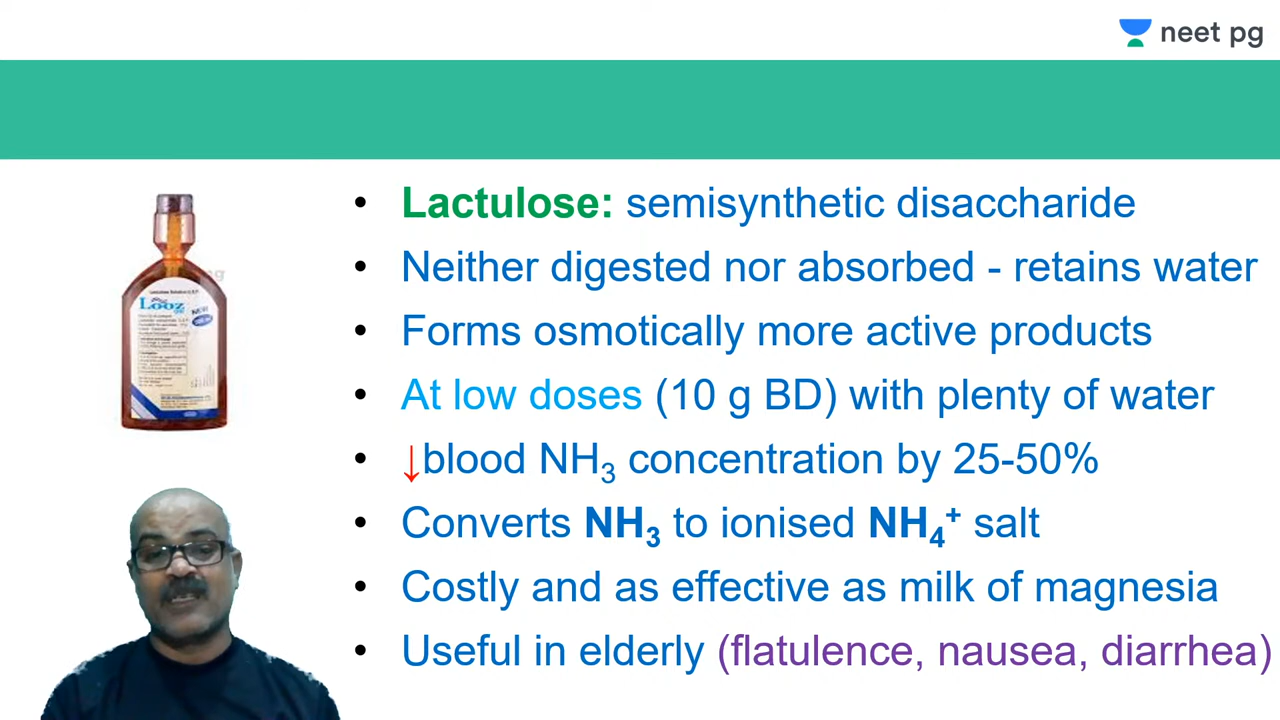 neet pg
• Lactulose: semisynthetic disaccharide
• Neither digested nor absorbed - retains water
• Forms osmotically more active products
• At low doses (10 g BD) with plenty of water
• ↓blood NH₃ concentration by 25-50%
• Converts NH₃ to ionised NH₄⁺ salt
• Costly and as effective as milk of magnesia
• Useful in elderly (flatulence, nausea, diarrhea)
Looz